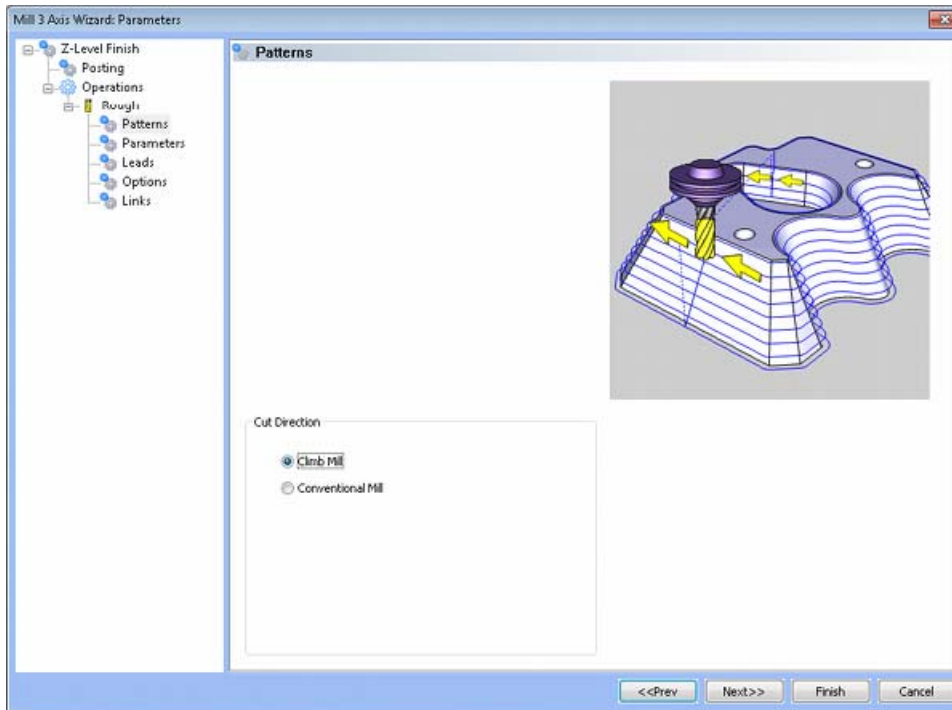 Mill 3 Axis Wizard: Parameters
Z-Level Finish
Posting
Operations
Rough
Patterns
Parameters
Leads
Options
Links
Patterns
Cut Direction
Climb Mill
Conventional Mill
<<Prev
Next>>
Finish
Cancel